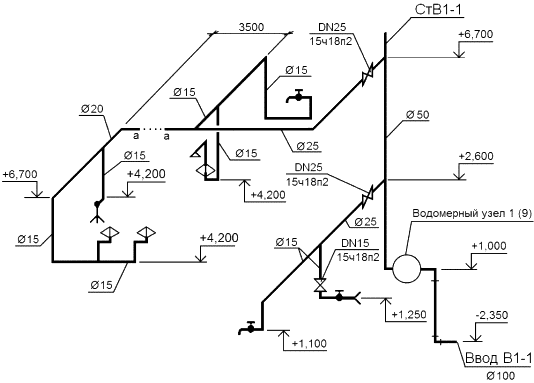 СтВ1-1
DN25
15ч18п2
3500
+6,700
Ø15
Ø15
Ø20
а
а
Ø50
Ø25
Ø15
Ø15
+2,600
DN25
15ч18п2
+4,200
+4,200
+6,700
Ø25
Водомерный узел 1 (9)
Ø15
+4,200
Ø15
DN15
15ч18п2
+1,000
Ø15
+1,250
-2,350
+1,100
Ввод В1-1
Ø100